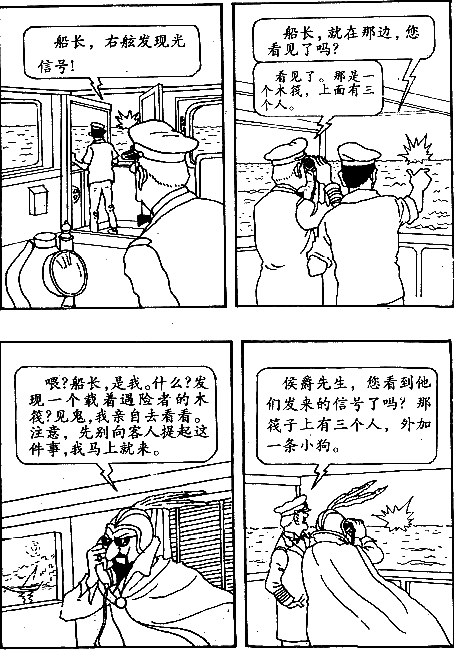 船长，右舷发现光
信号！
船长，就在那边，您
看见了吗？
看见了。那是一
个木筏，上面有三
个人。
喂？船长，是我。什么？发
现一个载着遇险者的木
筏？见鬼，我亲自去看看。
注意，先别向客人提起这
件事，我马上就来。
侯爵先生，您看到他
们发来的信号了吗？那
筏子上有三个人，外加
一条小狗。